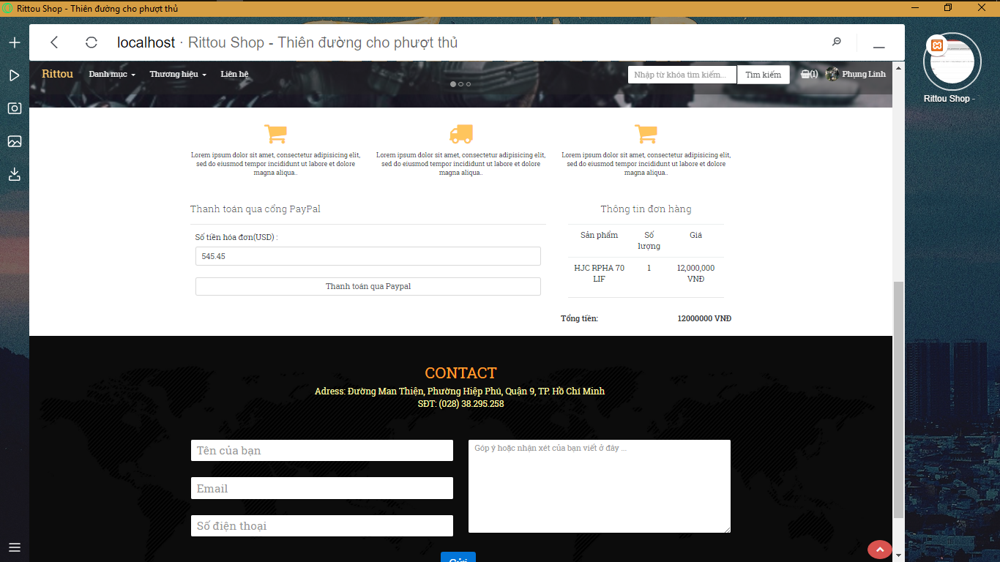 Rittou Shop - Thiên đường cho phượt thủ
localhost · Rittou Shop - Thiên đường cho phượt thủ
Rittou Danh mục Thương hiệu Liên hệ Nhập từ khóa tìm kiếm... Tìm kiếm (1) Phụng Linh
Rittou Shop -
Lorem ipsum dolor sit amet, consectetur adipisicing elit,
sed do eiusmod tempor incididunt ut labore et dolore
magna aliqua..
Lorem ipsum dolor sit amet, consectetur adipisicing elit,
sed do eiusmod tempor incididunt ut labore et dolore
magna aliqua..
Lorem ipsum dolor sit amet, consectetur adipisicing elit,
sed do eiusmod tempor incididunt ut labore et dolore
magna aliqua..
Thanh toán qua cổng PayPal
Số tiền hóa đơn(USD) :
545.45
Thanh toán qua Paypal
Thông tin đơn hàng
Sản phẩm Số lượng Giá
HJC RPHA 70 LIF 1 12,000,000 VNĐ
Tổng tiền: 12000000 VNĐ
CONTACT
Adress: Đường Man Thiện, Phường Hiệp Phú, Quận 9, TP. Hồ Chí Minh
SĐT: (028) 38.295.258
Tên của bạn
Email
Số điện thoại
Góp ý hoặc nhận xét của bạn viết ở đây ...
Gửi